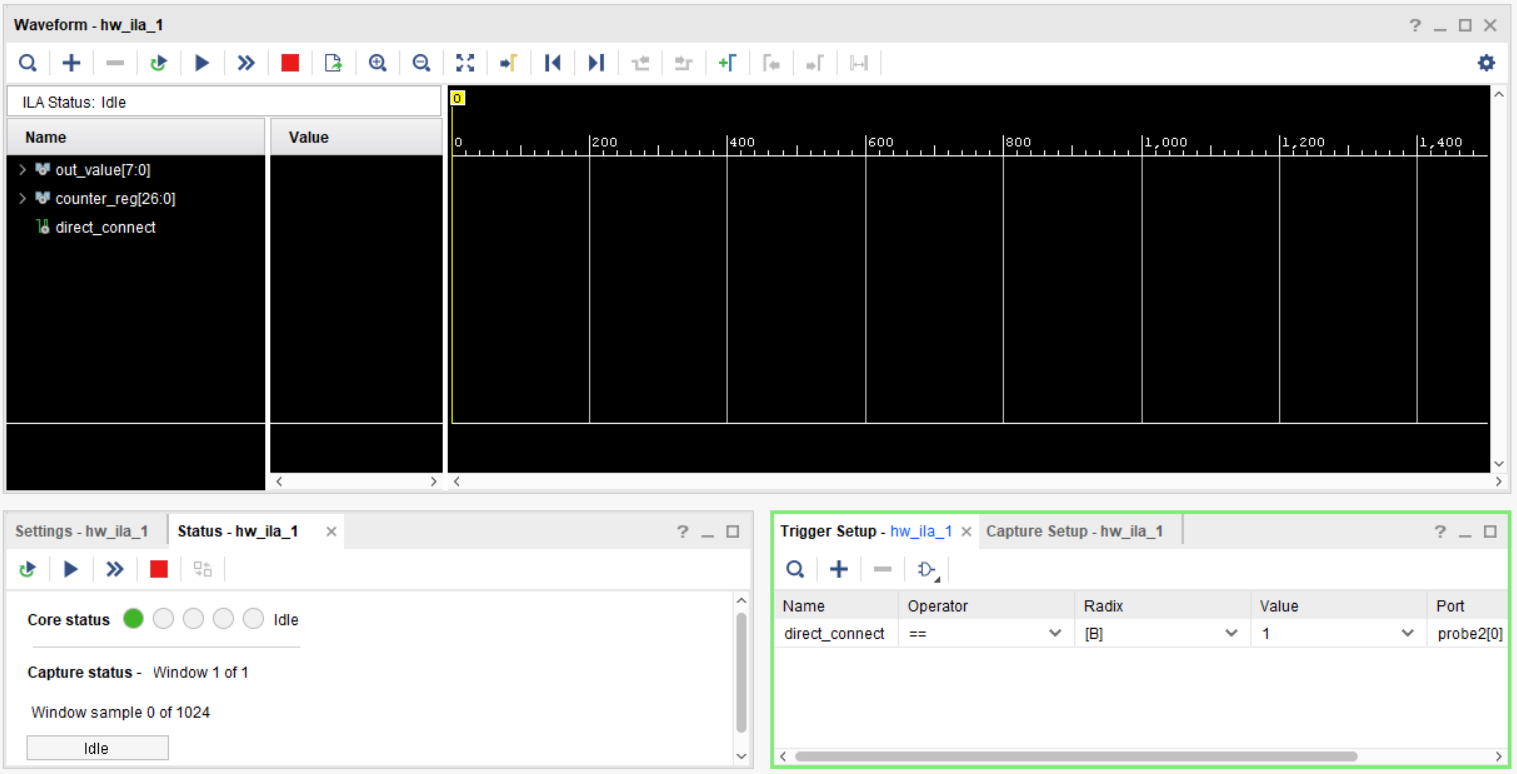 Waveform - hw_ila_1
ILA Status: Idle
Name Value
0
0 200 400 600 800 1,000 1,200 1,400
out_value[7:0]
counter_reg[26:0]
direct_connect
Settings - hw_ila_1 Status - hw_ila_1
Core status Idle
Capture status - Window 1 of 1
Window sample 0 of 1024
Idle
Trigger Setup - hw_ila_1 Capture Setup - hw_ila_1
Name Operator Radix Value Port
direct_connect == [B] 1 probe2[0]